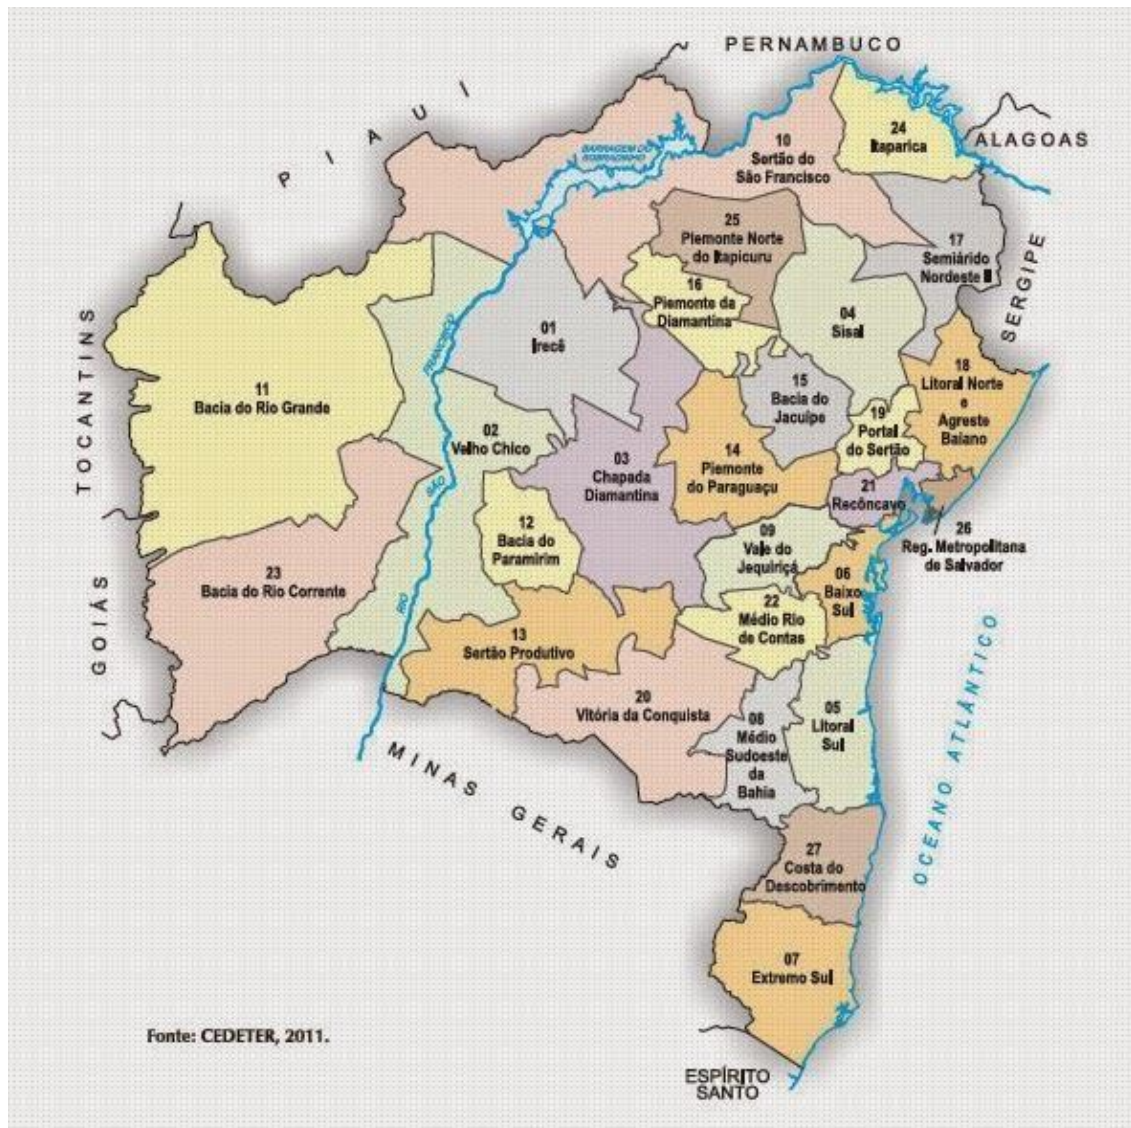 PERNAMBUCO
PIAUI
ALAGOAS
SERGIPE
TOCANTINS
GOIÁS
MINAS GERAIS
ESPÍRITO
SANTO
OCEANO ATLÂNTICO
BARRAGEM DO
SOBRADINHO
RIO
SÃO
FRANCISCO
24
Itaparica
10
Sertão do
São Francisco
25
Piemonte Norte
do Itapicuru
17
Semiárido
Nordeste II
16
Piemonte da
Diamantina
04
Sisal
01
Irecê
11
Bacia do Rio Grande
15
Bacia do
Jacuípe
18
Litoral Norte
e
Agreste
Baiano
19
Portal
do Sertão
02
Velho Chico
03
Chapada
Diamantina
14
Piemonte
do Paraguaçu
21
Recôncavo
26
Reg. Metropolitana
de Salvador
12
Bacia do
Paramirim
09
Vale do
Jequiriçá
06
Baixo
Sul
23
Bacia do Rio Corrente
22
Médio Rio
de Contas
13
Sertão Produtivo
20
Vitória da Conquista
08
Médio
Sudoeste
da
Bahia
05
Litoral
Sul
27
Costa do
Descobrimento
07
Extremo Sul
Fonte: CEDETER, 2011.